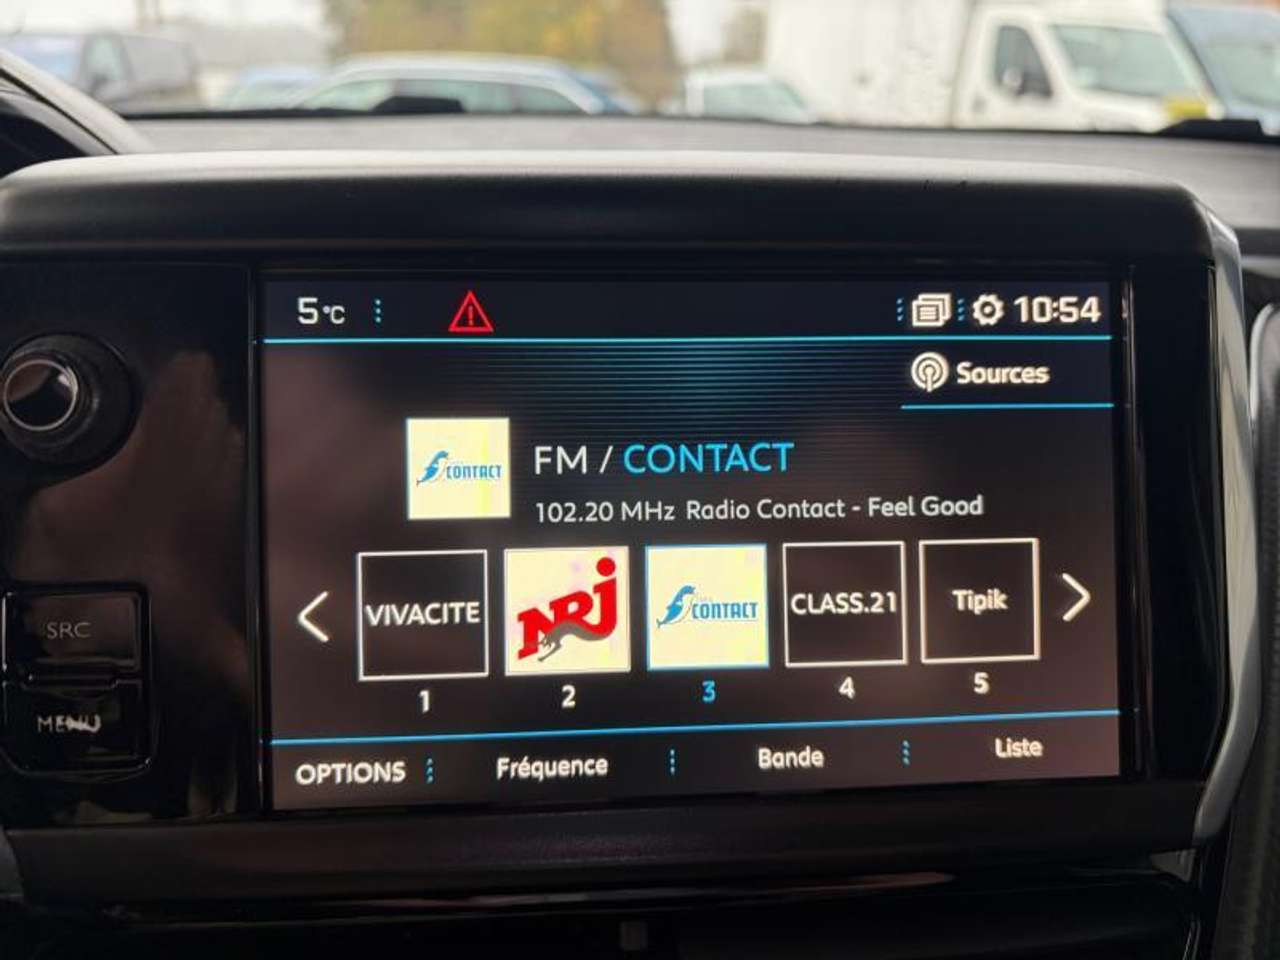 5°C 10:54
Sources
CONTACT
FM / CONTACT
102.20 MHz Radio Contact - Feel Good
VIVACITE NRJ CONTACT CLASS.21 Tipik
1 2 3 4 5
SRC
MENU
OPTIONS Fréquence Bande Liste